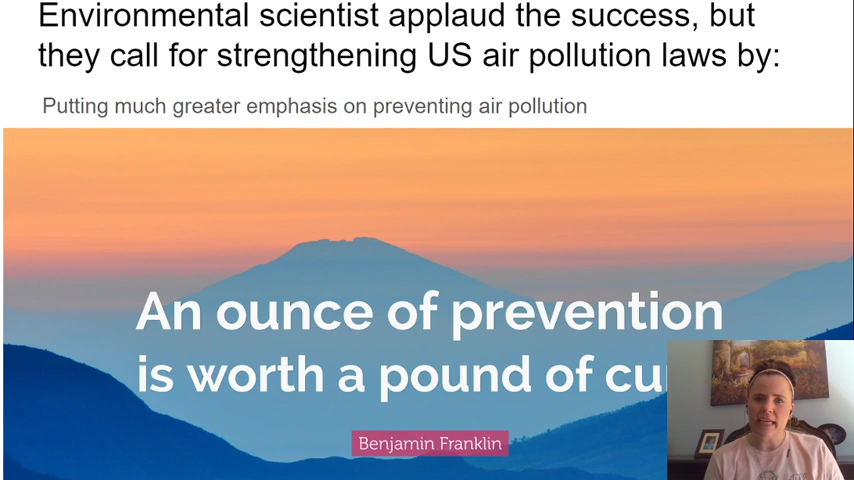 Environmental scientist applaud the success, but
they call for strengthening US air pollution laws by:
Putting much greater emphasis on preventing air pollution
An ounce of prevention
is worth a pound of
Benjamin Franklin